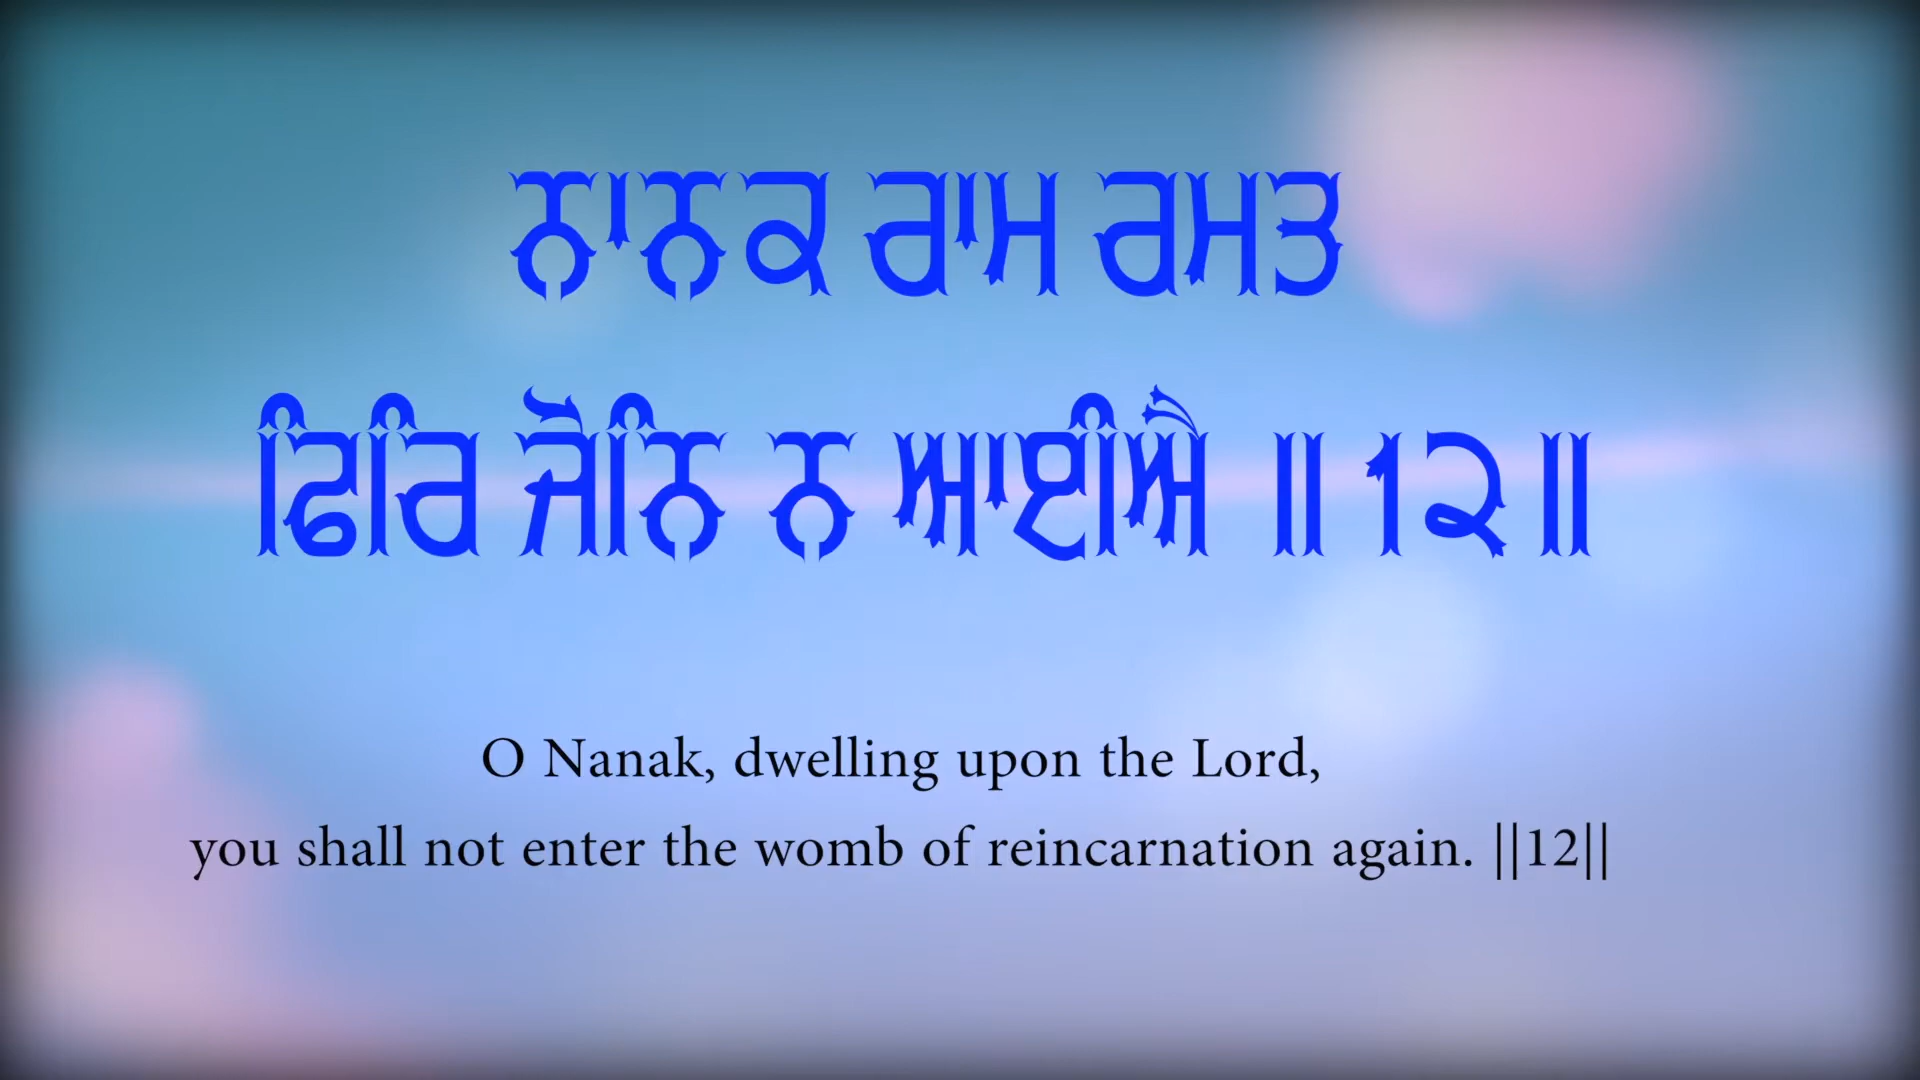 ਨਾਨਕ ਰਾਮ ਰਮਤ
ਫਿਰਿ ਜੋਨਿ ਨ ਆਈਐ ॥੧੨॥
O Nanak, dwelling upon the Lord,
you shall not enter the womb of reincarnation again. ||12||